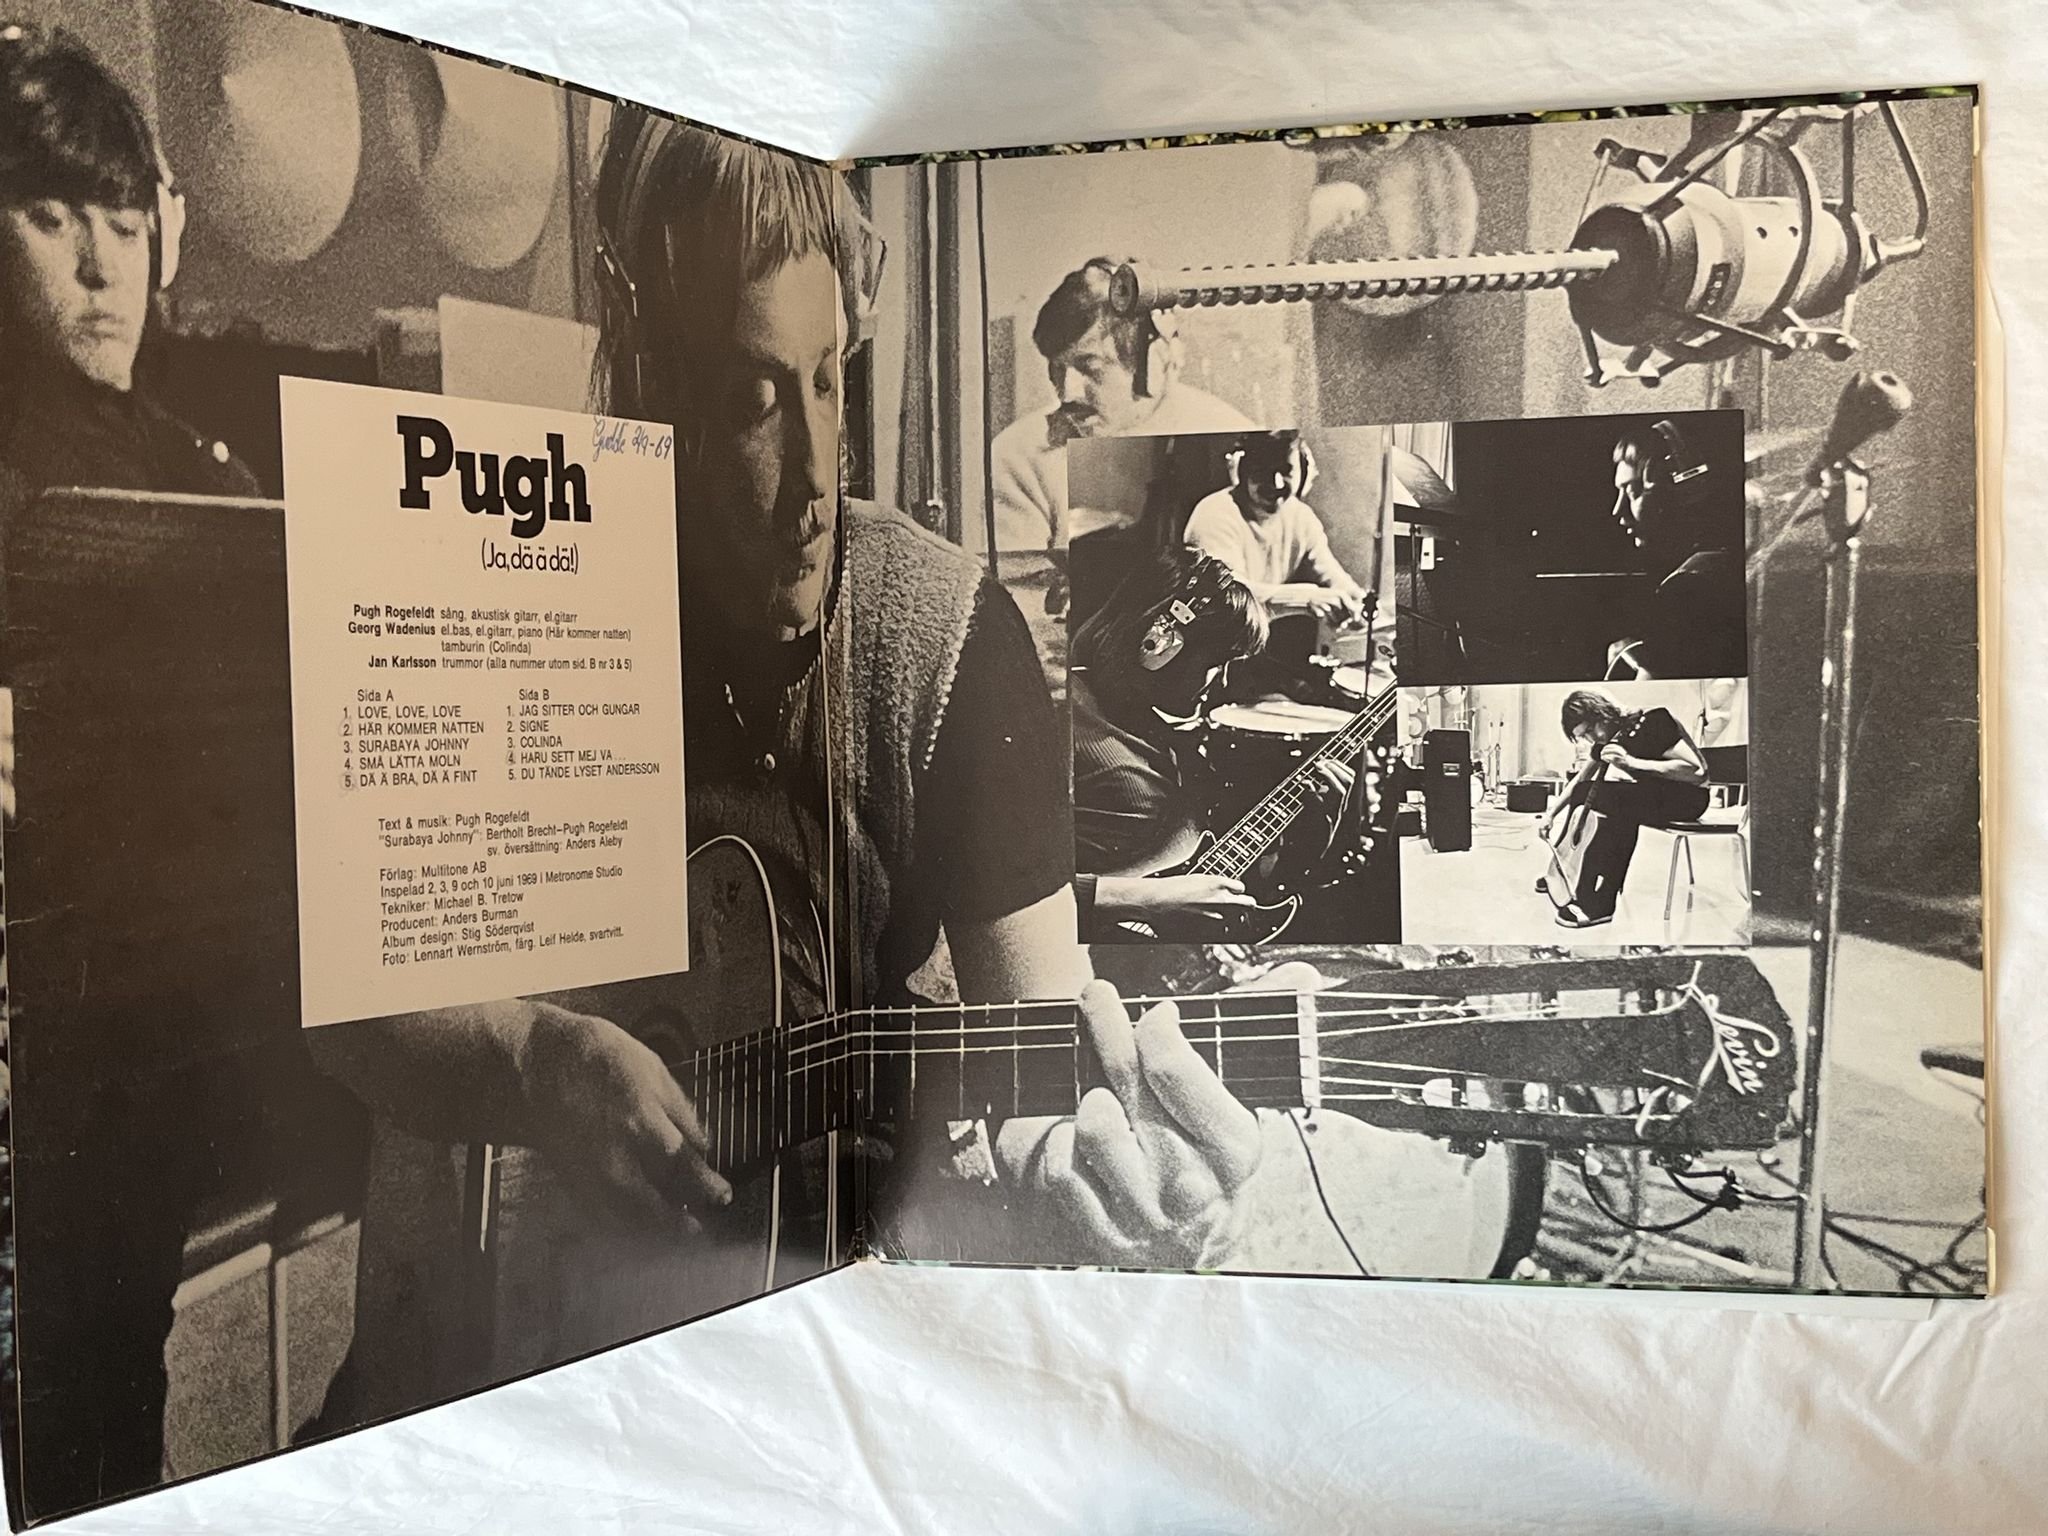 Pugh
2/9-69
(Ja, dä ä dä!)
Pugh Rogefeldt sång, akustisk gitarr, el.gitarr
Georg Wadenius el.bas, el.gitarr, piano (Här kommer natten)
tamburin (Colinda)
Jan Karlsson trummor (alla nummer utom sid. B nr 3 & 5)
Sida A
1. LOVE, LOVE, LOVE
2. HÄR KOMMER NATTEN
3. SURABAYA JOHNNY
4. SMÅ LÄTTA MOLN
5. DÄ Ä BRA, DÄ Ä FINT
Sida B
1. JAG SITTER OCH GUNGAR
2. SIGNE
3. COLINDA
4. HARU SETT MEJ VA...
5. DU TÄNDE LYSET ANDERSSON
Text & musik: Pugh Rogefeldt
"Surabaya Johnny": Bertholt Brecht–Pugh Rogefeldt
sv. översättning: Anders Aleby
Förlag: Multitone AB
Inspelad 2, 3, 9 och 10 juni 1969 i Metronome Studio
Tekniker: Michael B. Tretow
Producent: Anders Burman
Album design: Stig Söderqvist
Foto: Lennart Wernström, färg. Leif Helde, svartvitt.
Levin